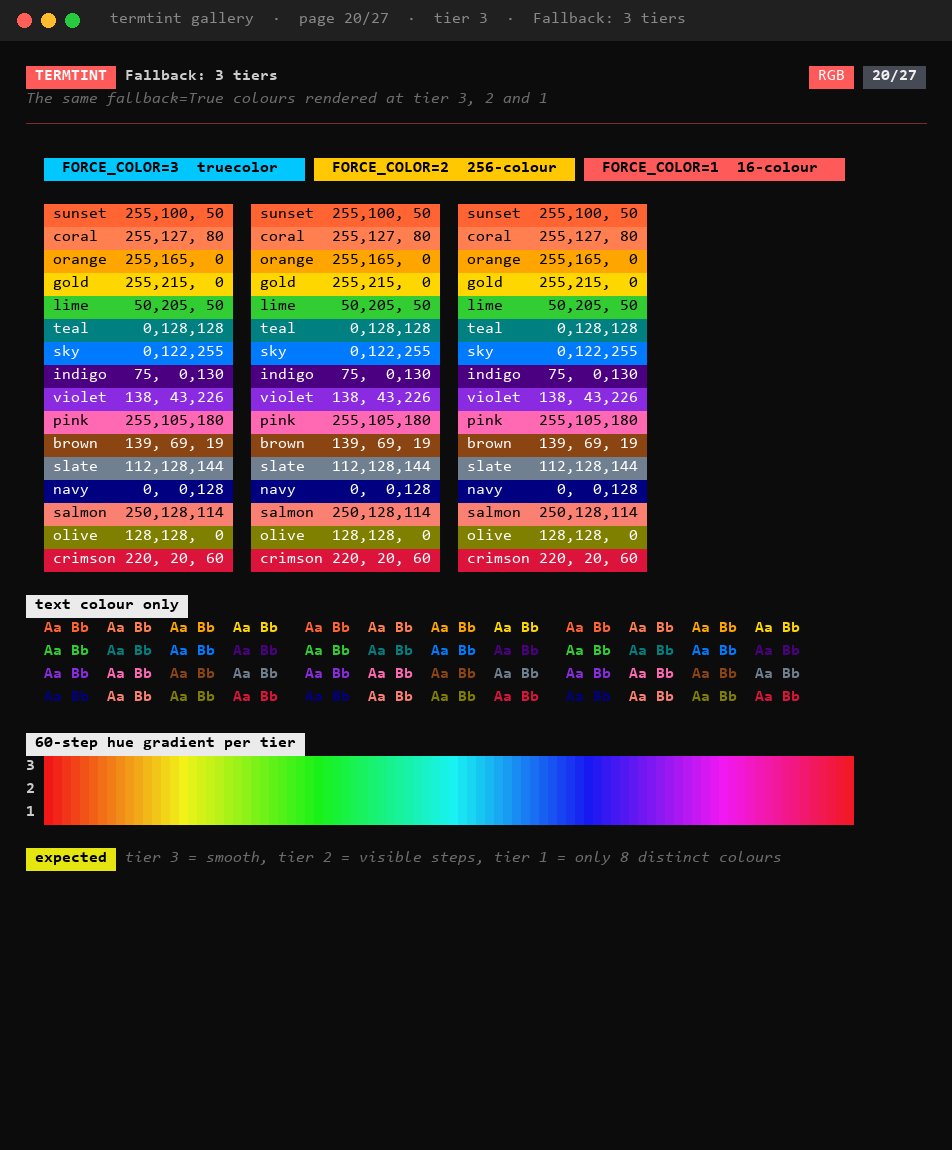 termtint gallery · page 20/27 · tier 3 · Fallback: 3 tiers
TERMTINT Fallback: 3 tiers RGB 20/27
The same fallback=True colours rendered at tier 3, 2 and 1
FORCE_COLOR=3 truecolor FORCE_COLOR=2 256-colour FORCE_COLOR=1 16-colour
sunset 255,100, 50 sunset 255,100, 50 sunset 255,100, 50
coral 255,127, 80 coral 255,127, 80 coral 255,127, 80
orange 255,165, 0 orange 255,165, 0 orange 255,165, 0
gold 255,215, 0 gold 255,215, 0 gold 255,215, 0
lime 50,205, 50 lime 50,205, 50 lime 50,205, 50
teal 0,128,128 teal 0,128,128 teal 0,128,128
sky 0,122,255 sky 0,122,255 sky 0,122,255
indigo 75, 0,130 indigo 75, 0,130 indigo 75, 0,130
violet 138, 43,226 violet 138, 43,226 violet 138, 43,226
pink 255,105,180 pink 255,105,180 pink 255,105,180
brown 139, 69, 19 brown 139, 69, 19 brown 139, 69, 19
slate 112,128,144 slate 112,128,144 slate 112,128,144
navy 0, 0,128 navy 0, 0,128 navy 0, 0,128
salmon 250,128,114 salmon 250,128,114 salmon 250,128,114
olive 128,128, 0 olive 128,128, 0 olive 128,128, 0
crimson 220, 20, 60 crimson 220, 20, 60 crimson 220, 20, 60
text colour only
Aa Bb Aa Bb Aa Bb Aa Bb Aa Bb Aa Bb Aa Bb Aa Bb Aa Bb Aa Bb Aa Bb Aa Bb
Aa Bb Aa Bb Aa Bb Aa Bb Aa Bb Aa Bb Aa Bb Aa Bb Aa Bb Aa Bb Aa Bb Aa Bb
Aa Bb Aa Bb Aa Bb Aa Bb Aa Bb Aa Bb Aa Bb Aa Bb Aa Bb Aa Bb Aa Bb Aa Bb
Aa Bb Aa Bb Aa Bb Aa Bb Aa Bb Aa Bb Aa Bb Aa Bb Aa Bb Aa Bb Aa Bb Aa Bb
60-step hue gradient per tier
3
2
1
expected tier 3 = smooth, tier 2 = visible steps, tier 1 = only 8 distinct colours